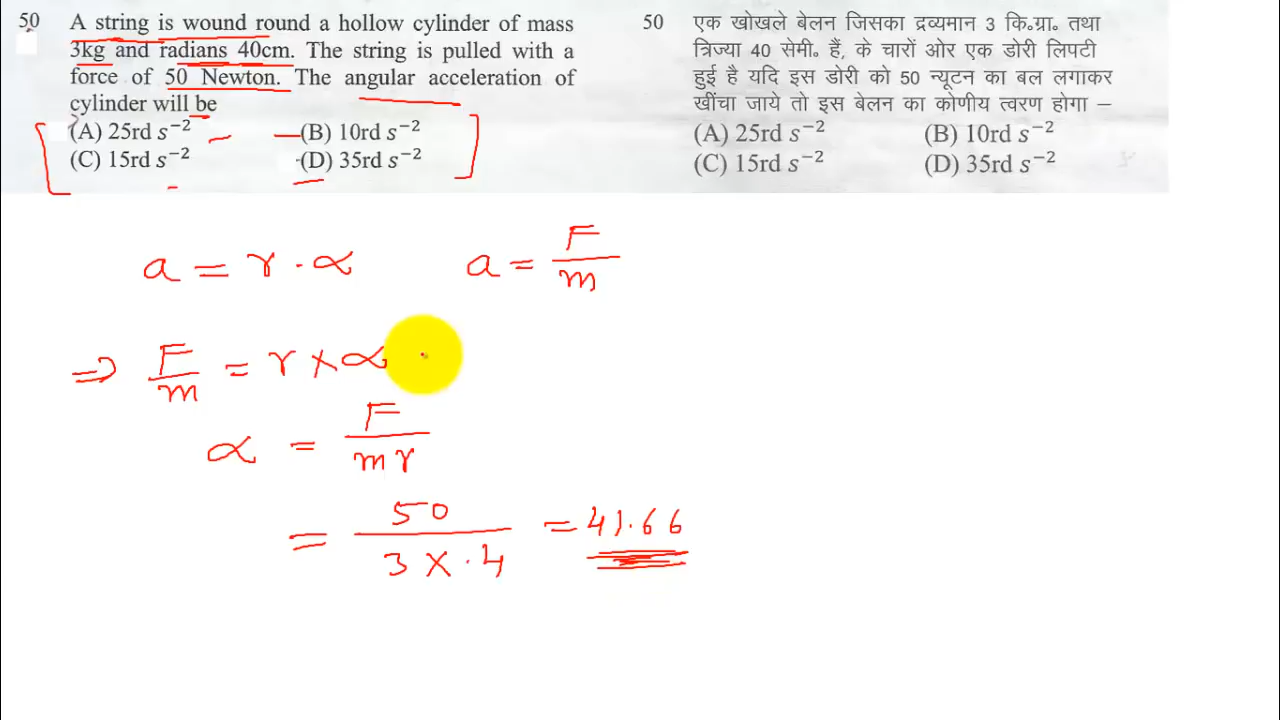 50 A string is wound round a hollow cylinder of mass
3kg and radians 40cm. The string is pulled with a
force of 50 Newton. The angular acceleration of
cylinder will be
(A) 25rd s⁻² (B) 10rd s⁻²
(C) 15rd s⁻² (D) 35rd s⁻²
50 एक खोखले बेलन जिसका द्रव्यमान 3 कि.ग्रा. तथा
त्रिज्या 40 सेमी. हैं, के चारों ओर एक डोरी लिपटी
हुई है यदि इस डोरी को 50 न्यूटन का बल लगाकर
खींचा जाये तो इस बेलन का कोणीय त्वरण होगा –
(A) 25rd s⁻² (B) 10rd s⁻²
(C) 15rd s⁻² (D) 35rd s⁻²
a = r . α a = F/m
⇒ F/m = r × α
α = F/mr
= 50/3 × .4 = 41.66